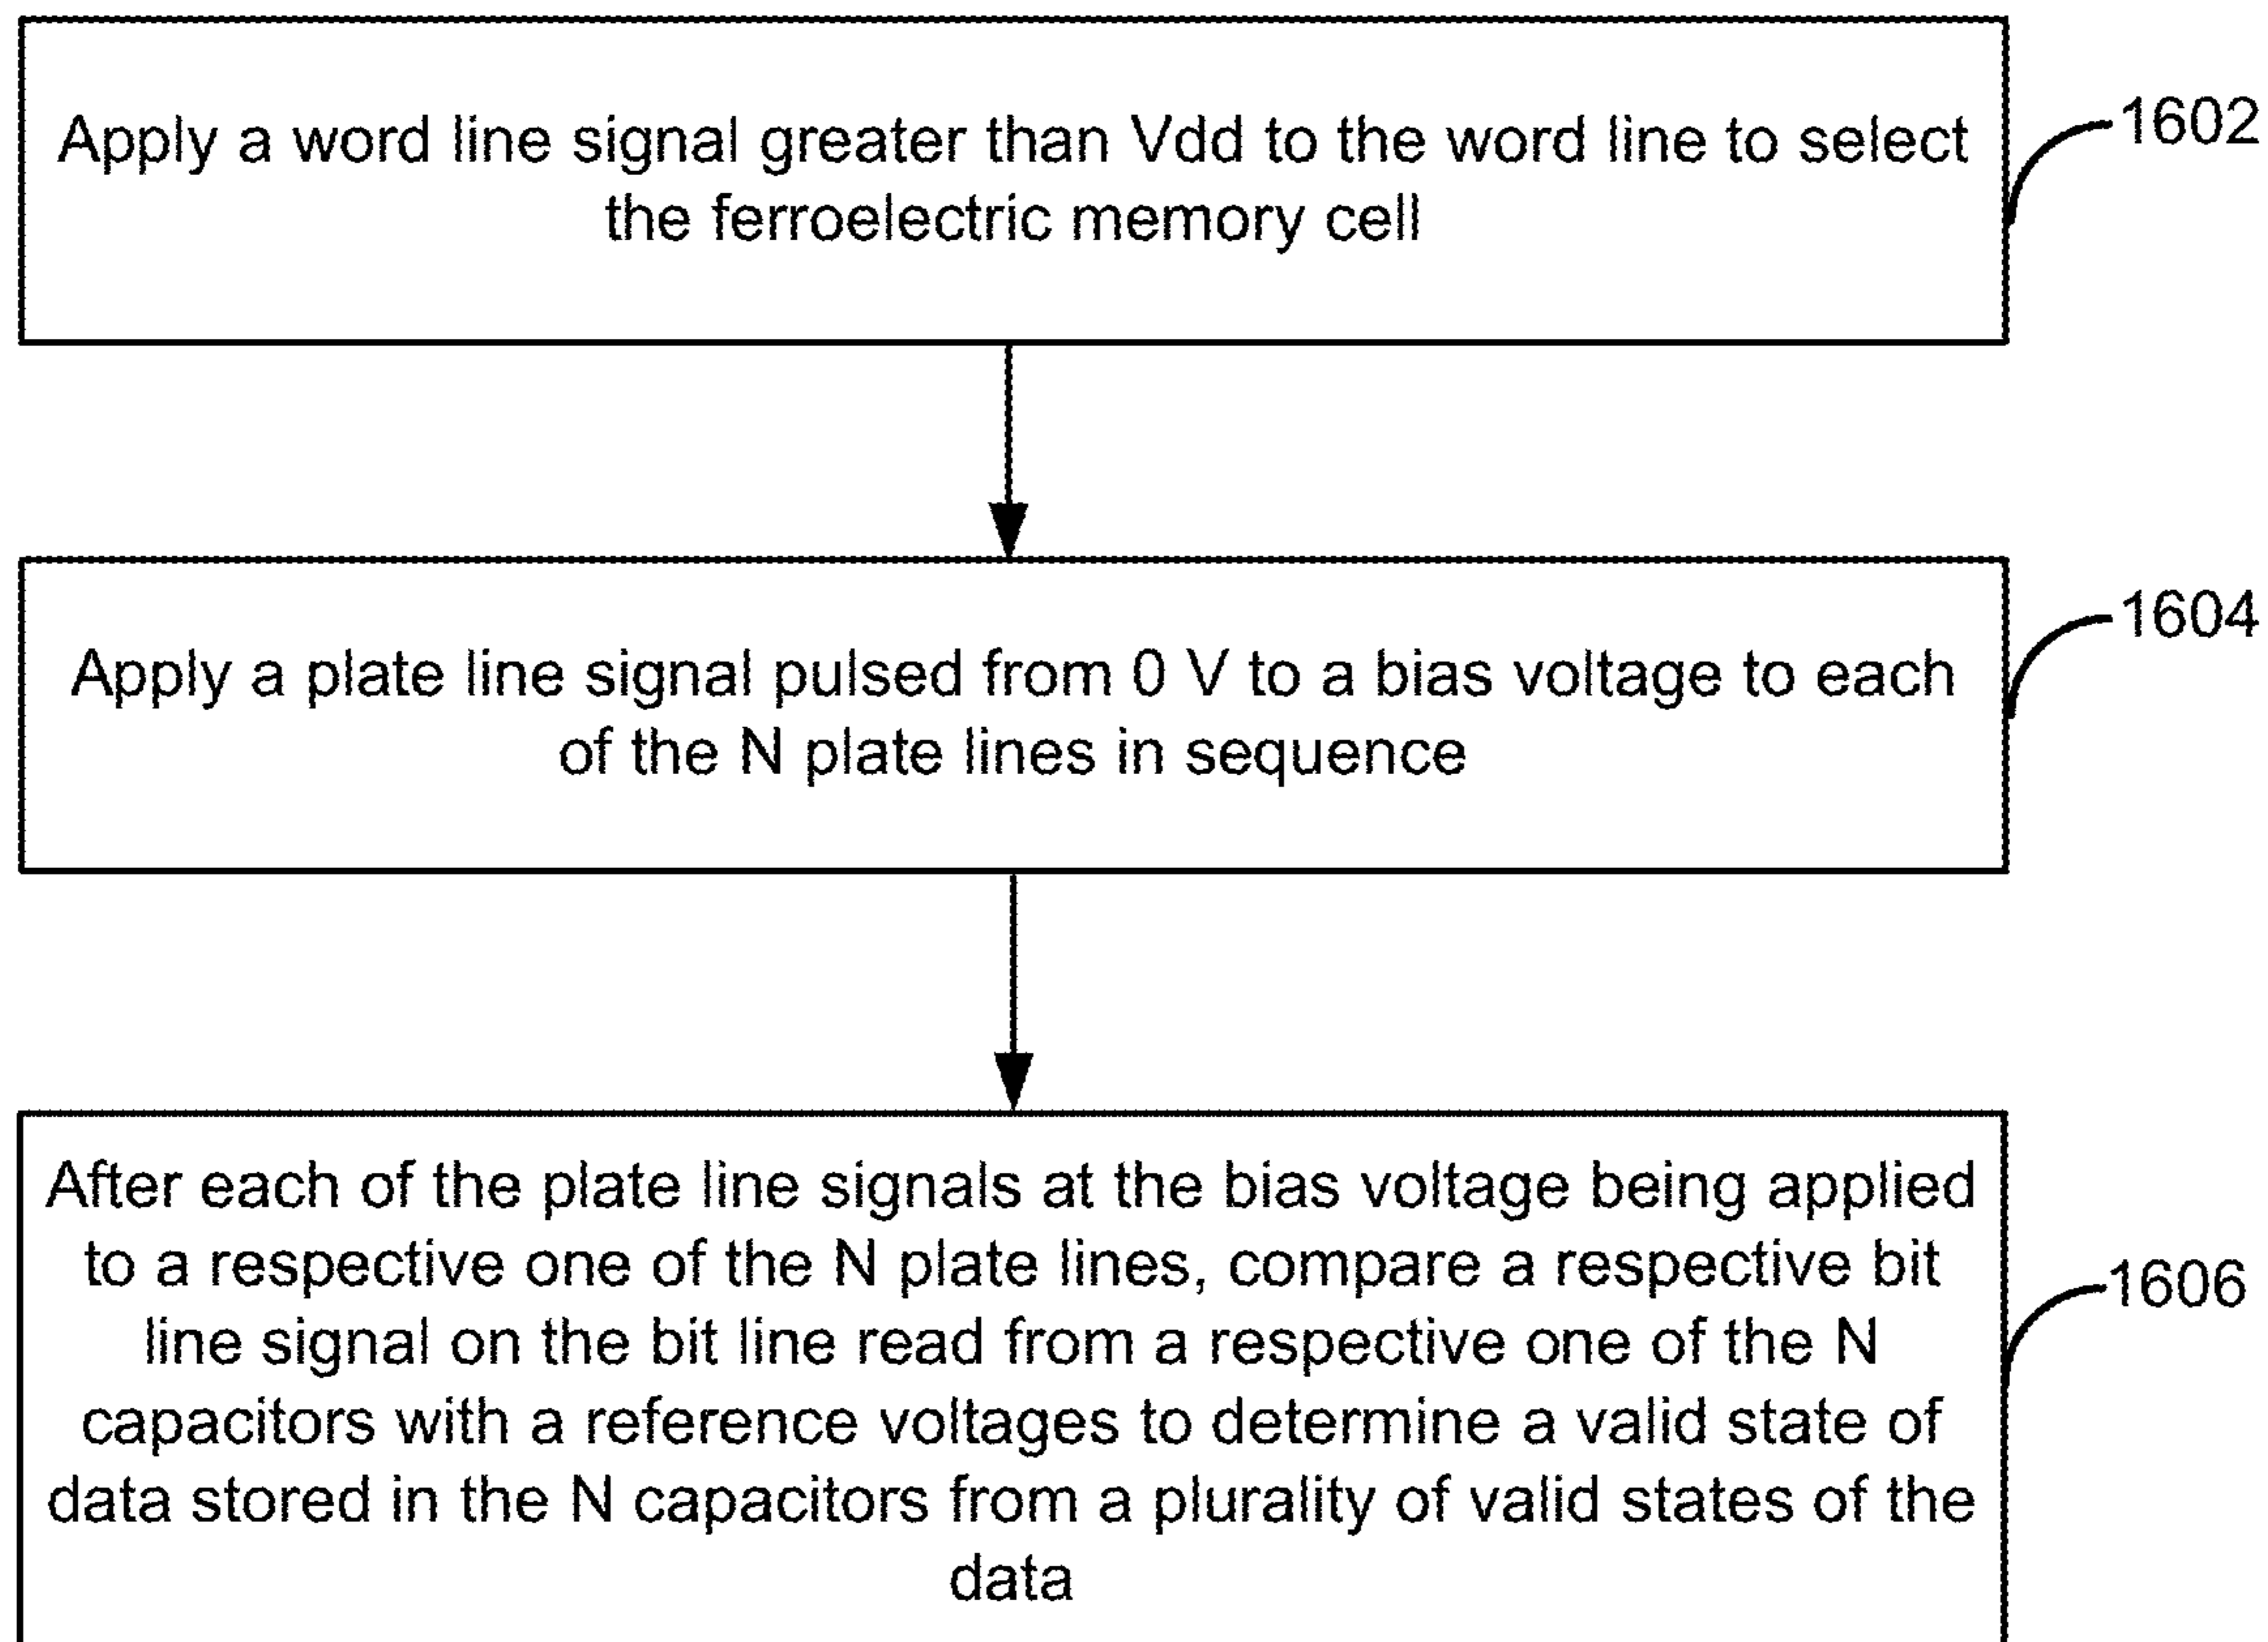 Apply a word line signal greater than Vdd to the word line to select
the ferroelectric memory cell
1602
Apply a plate line signal pulsed from 0 V to a bias voltage to each
of the N plate lines in sequence
1604
After each of the plate line signals at the bias voltage being applied
to a respective one of the N plate lines, compare a respective bit
line signal on the bit line read from a respective one of the N
capacitors with a reference voltages to determine a valid state of
data stored in the N capacitors from a plurality of valid states of the
data
1606